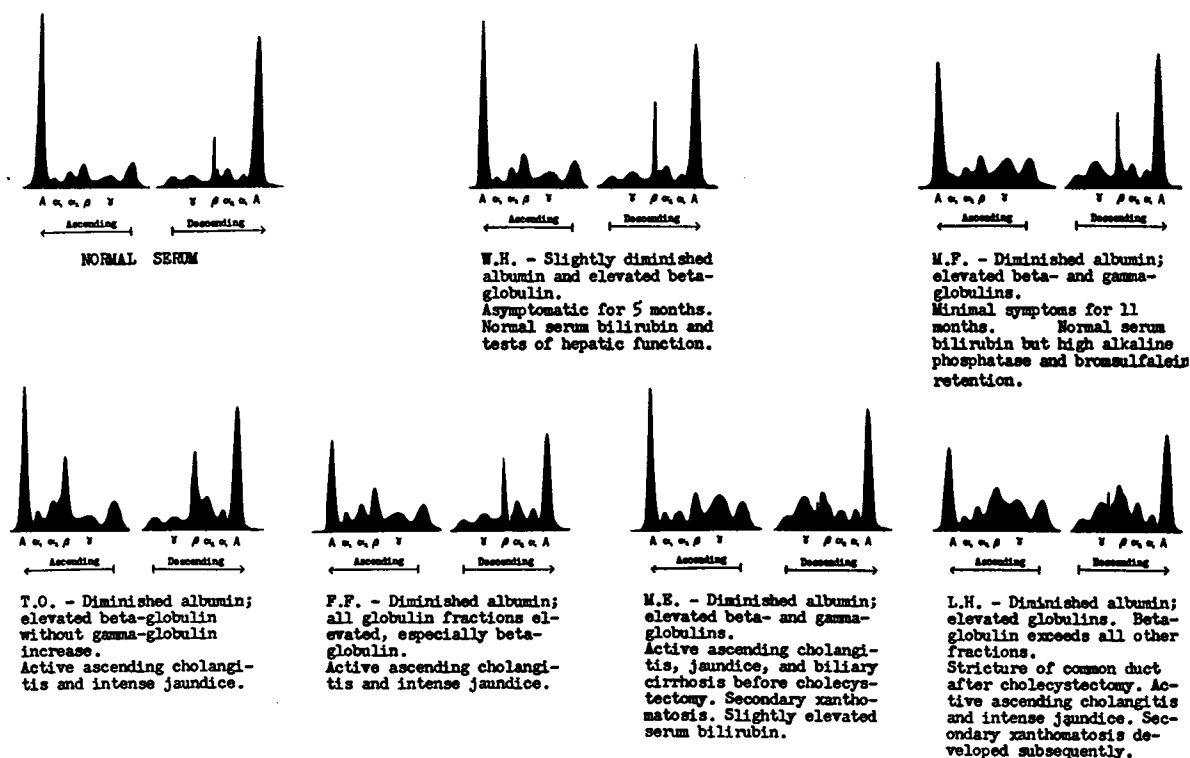 A α₁ α₂ β γ
γ β α₂ α₁ A
Ascending
Descending
NORMAL SERUM
A α₁ α₂ β γ
γ β α₂ α₁ A
Ascending
Descending
W.H. - Slightly diminished
albumin and elevated beta-
globulin.
Asymptomatic for 5 months.
Normal serum bilirubin and
tests of hepatic function.
A α₁ α₂ β γ
γ β α₂ α₁ A
Ascending
Descending
M.F. - Diminished albumin;
elevated beta- and gamma-
globulins.
Minimal symptoms for 11
months. Normal serum
bilirubin but high alkaline
phosphatase and bromsulfalein
retention.
A α₁ α₂ β γ
γ β α₂ α₁ A
Ascending
Descending
T.O. - Diminished albumin;
elevated beta-globulin
without gamma-globulin
increase.
Active ascending cholangi-
tis and intense jaundice.
A α₁ α₂ β γ
γ β α₂ α₁ A
Ascending
Descending
F.F. - Diminished albumin;
all globulin fractions el-
evated, especially beta-
globulin.
Active ascending cholangi-
tis and intense jaundice.
A α₁ α₂ β γ
γ β α₂ α₁ A
Ascending
Descending
M.E. - Diminished albumin;
elevated beta- and gamma-
globulins.
Active ascending cholangi-
tis, jaundice, and biliary
cirrhosis before cholecys-
tectomy. Secondary xantho-
matosis. Slightly elevated
serum bilirubin.
A α₁ α₂ β γ
γ β α₂ α₁ A
Ascending
Descending
L.H. - Diminished albumin;
elevated globulins. Beta-
globulin exceeds all other
fractions.
Stricture of common duct
after cholecystectomy. Ac-
tive ascending cholangitis
and intense jaundice. Sec-
ondary xanthomatosis de-
veloped subsequently.